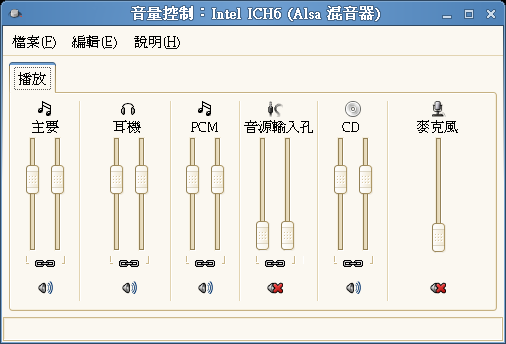 音量控制：Intel ICH6 (Alsa 混音器)
檔案(F) 編輯(E) 說明(H)
播放
主要 耳機 PCM 音源輸入孔 CD 麥克風